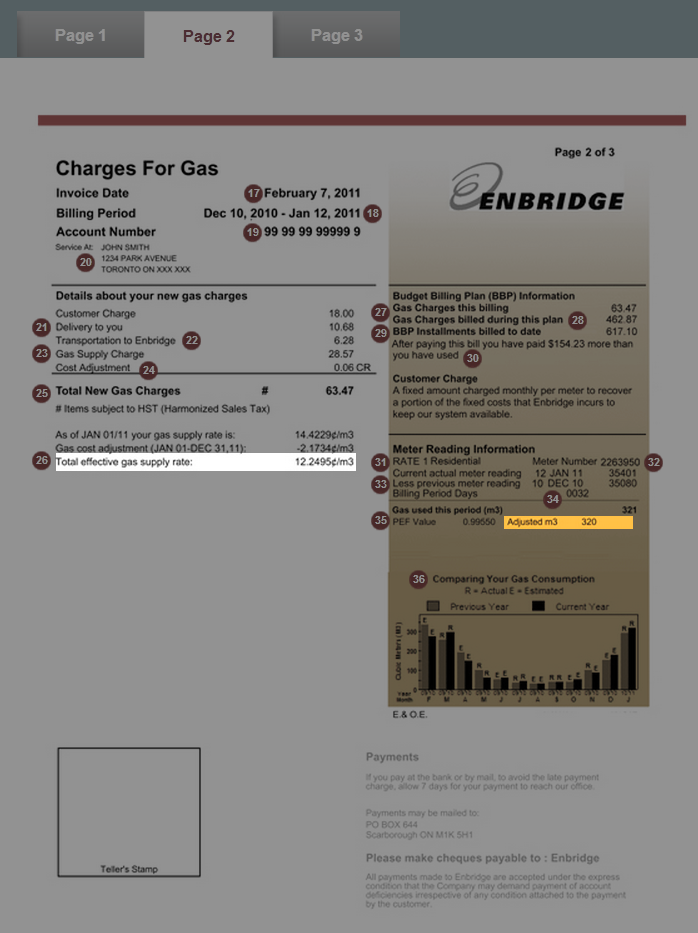 Page 1
Page 2
Page 3
Page 2 of 3
Charges For Gas
ENBRIDGE
Invoice Date 17 February 7, 2011
Billing Period Dec 10, 2010 - Jan 12, 2011 18
Account Number 19 99 99 99 99999 9
Service At: JOHN SMITH
20 1234 PARK AVENUE
TORONTO ON XXX XXX
Details about your new gas charges
Customer Charge 18.00
21 Delivery to you 10.68
Transportation to Enbridge 22 6.28
23 Gas Supply Charge 28.57
Cost Adjustment 24 0.06 CR
25 Total New Gas Charges # 63.47
# Items subject to HST (Harmonized Sales Tax)
As of JAN 01/11 your gas supply rate is: 14.4229¢/m3
Gas cost adjustment (JAN 01-DEC 31,11): -2.1734¢/m3
26 Total effective gas supply rate: 12.2495¢/m3
Budget Billing Plan (BBP) Information
27 Gas Charges this billing 63.47
Gas Charges billed during this plan 28 462.87
29 BBP Installments billed to date 617.10
After paying this bill you have paid $154.23 more than
you have used 30
Customer Charge
A fixed amount charged monthly per meter to recover
a portion of the fixed costs that Enbridge incurs to
keep our system available.
Meter Reading Information
31 RATE 1 Residential Meter Number 2263950 32
Current actual meter reading 12 JAN 11 35401
33 Less previous meter reading 10 DEC 10 35080
Billing Period Days 34 0032
Gas used this period (m3) 321
35 PEF Value 0.99550 Adjusted m3 320
36 Comparing Your Gas Consumption
R = Actual E = Estimated
Previous Year Current Year
Cubic Meters (M3)
300
200
100
0
E E R R E E R R E E R R E E R R E E R R E E R R
Year
Month F M A M J J A S O N D J
E.& O.E.
Teller's Stamp
Payments
If you pay at the bank or by mail, to avoid the late payment
charge, allow 7 days for your payment to reach our office.
Payments may be mailed to:
PO BOX 644
Scarborough ON M1K 5H1
Please make cheques payable to : Enbridge
All payments made to Enbridge are accepted under the express
condition that the Company may demand payment of account
deficiencies irrespective of any condition attached to the payment
by the customer.